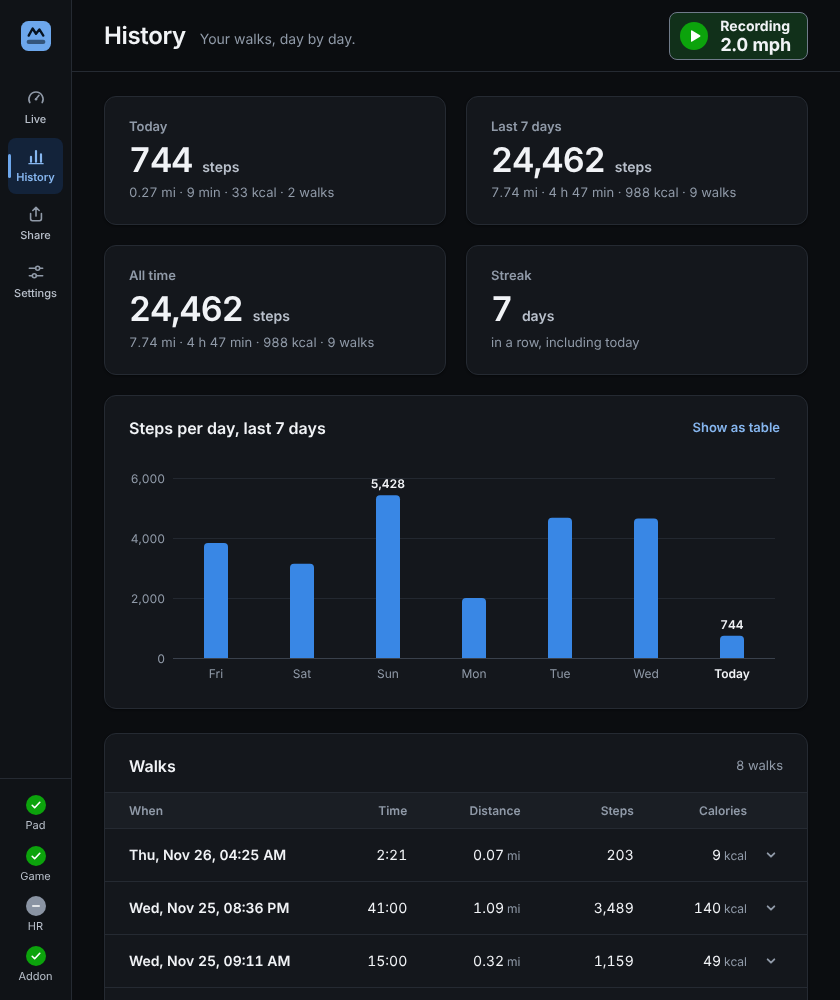 History
Your walks, day by day.
Recording
2.0 mph
Live
History
Share
Settings
Today
744 steps
0.27 mi · 9 min · 33 kcal · 2 walks
Last 7 days
24,462 steps
7.74 mi · 4 h 47 min · 988 kcal · 9 walks
All time
24,462 steps
7.74 mi · 4 h 47 min · 988 kcal · 9 walks
Streak
7 days
in a row, including today
Steps per day, last 7 days
Show as table
6,000
4,000
2,000
0
5,428
744
Fri Sat Sun Mon Tue Wed Today
Walks
8 walks
When Time Distance Steps Calories
Thu, Nov 26, 04:25 AM 2:21 0.07 mi 203 9 kcal
Wed, Nov 25, 08:36 PM 41:00 1.09 mi 3,489 140 kcal
Wed, Nov 25, 09:11 AM 15:00 0.32 mi 1,159 49 kcal
Pad
Game
HR
Addon